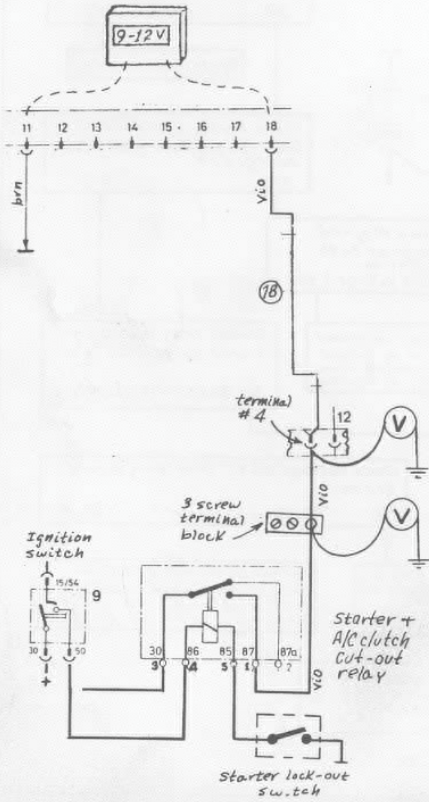 9-12V
11 12 13 14 15 16 17 18
brn
Vio
18
terminal
#4
12
V
Vio
3 screw
terminal
block
V
Ignition
switch
15/54
9
30 50
+
30 86 85 87 87a
3 4 5 1 2
Vio
Starter +
A/C clutch
cut-out
relay
Starter lock-out
sw.tch